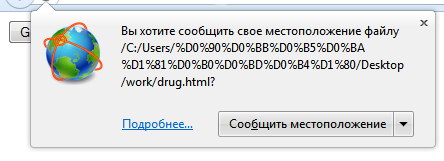 G
Вы хотите сообщить свое местоположение файлу
/C:/Users/%D0%90%D0%BB%D0%B5%D0%BA
%D1%81%D0%B0%D0%BD%D0%B4%D1%80/Desktop
/work/drug.html?
Подробнее...
Сообщить местоположение